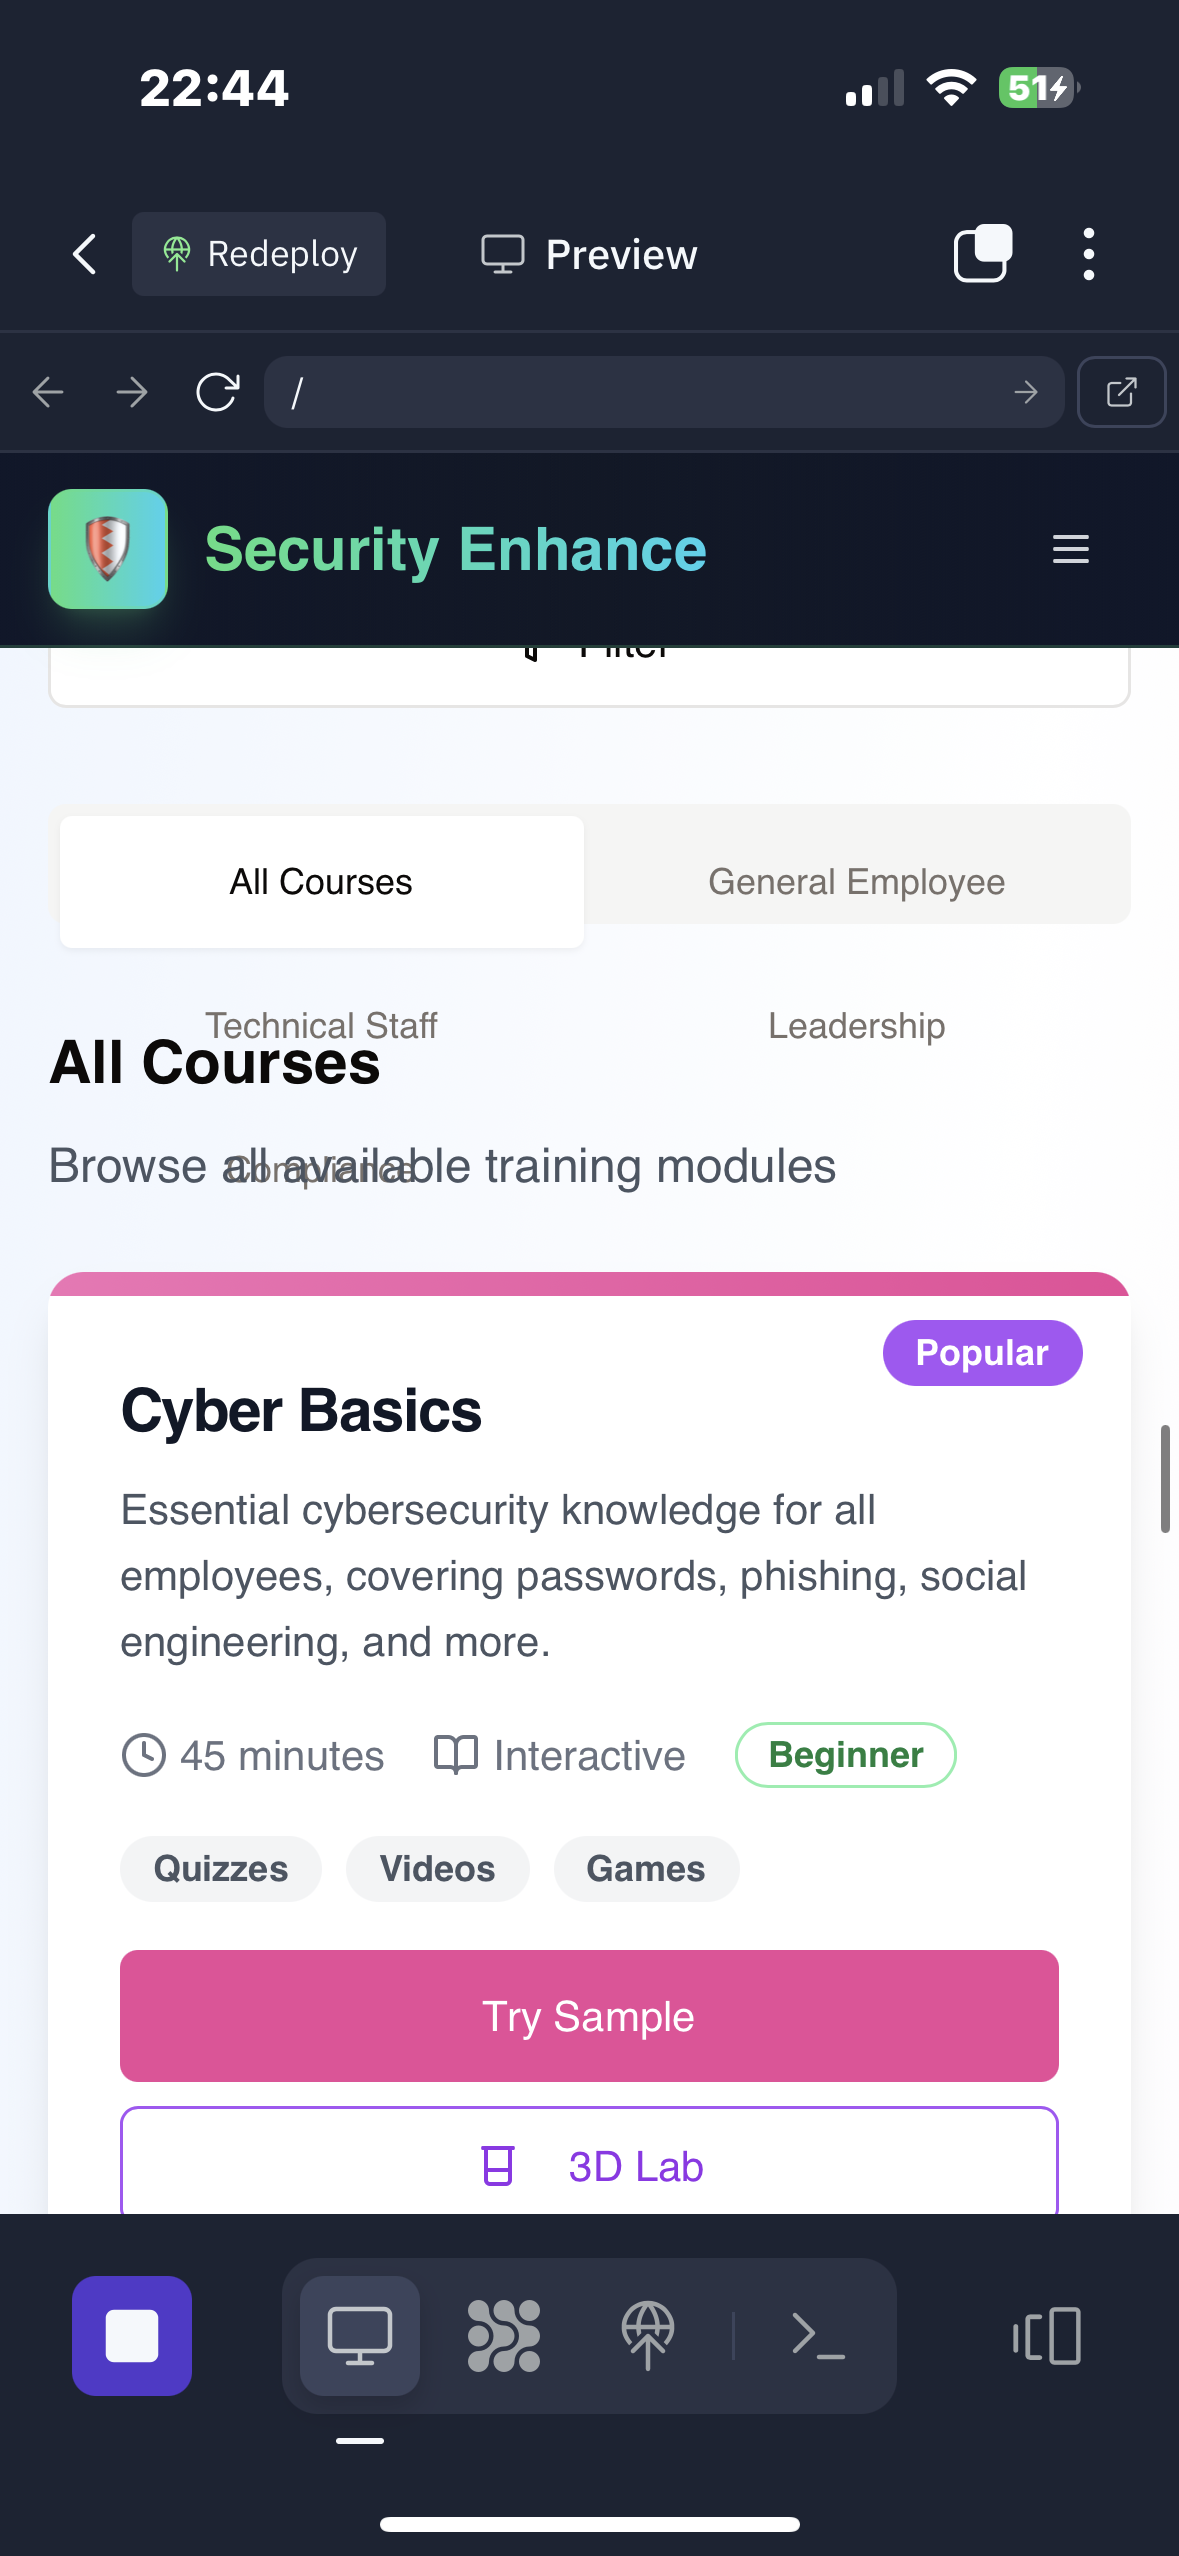 22:44
51
Redeploy
Preview
/
Security Enhance
Filter
All Courses
General Employee
Technical Staff
Leadership
All Courses
Compliance
Browse all available training modules
Popular
Cyber Basics
Essential cybersecurity knowledge for all
employees, covering passwords, phishing, social
engineering, and more.
45 minutes
Interactive
Beginner
Quizzes
Videos
Games
Try Sample
3D Lab